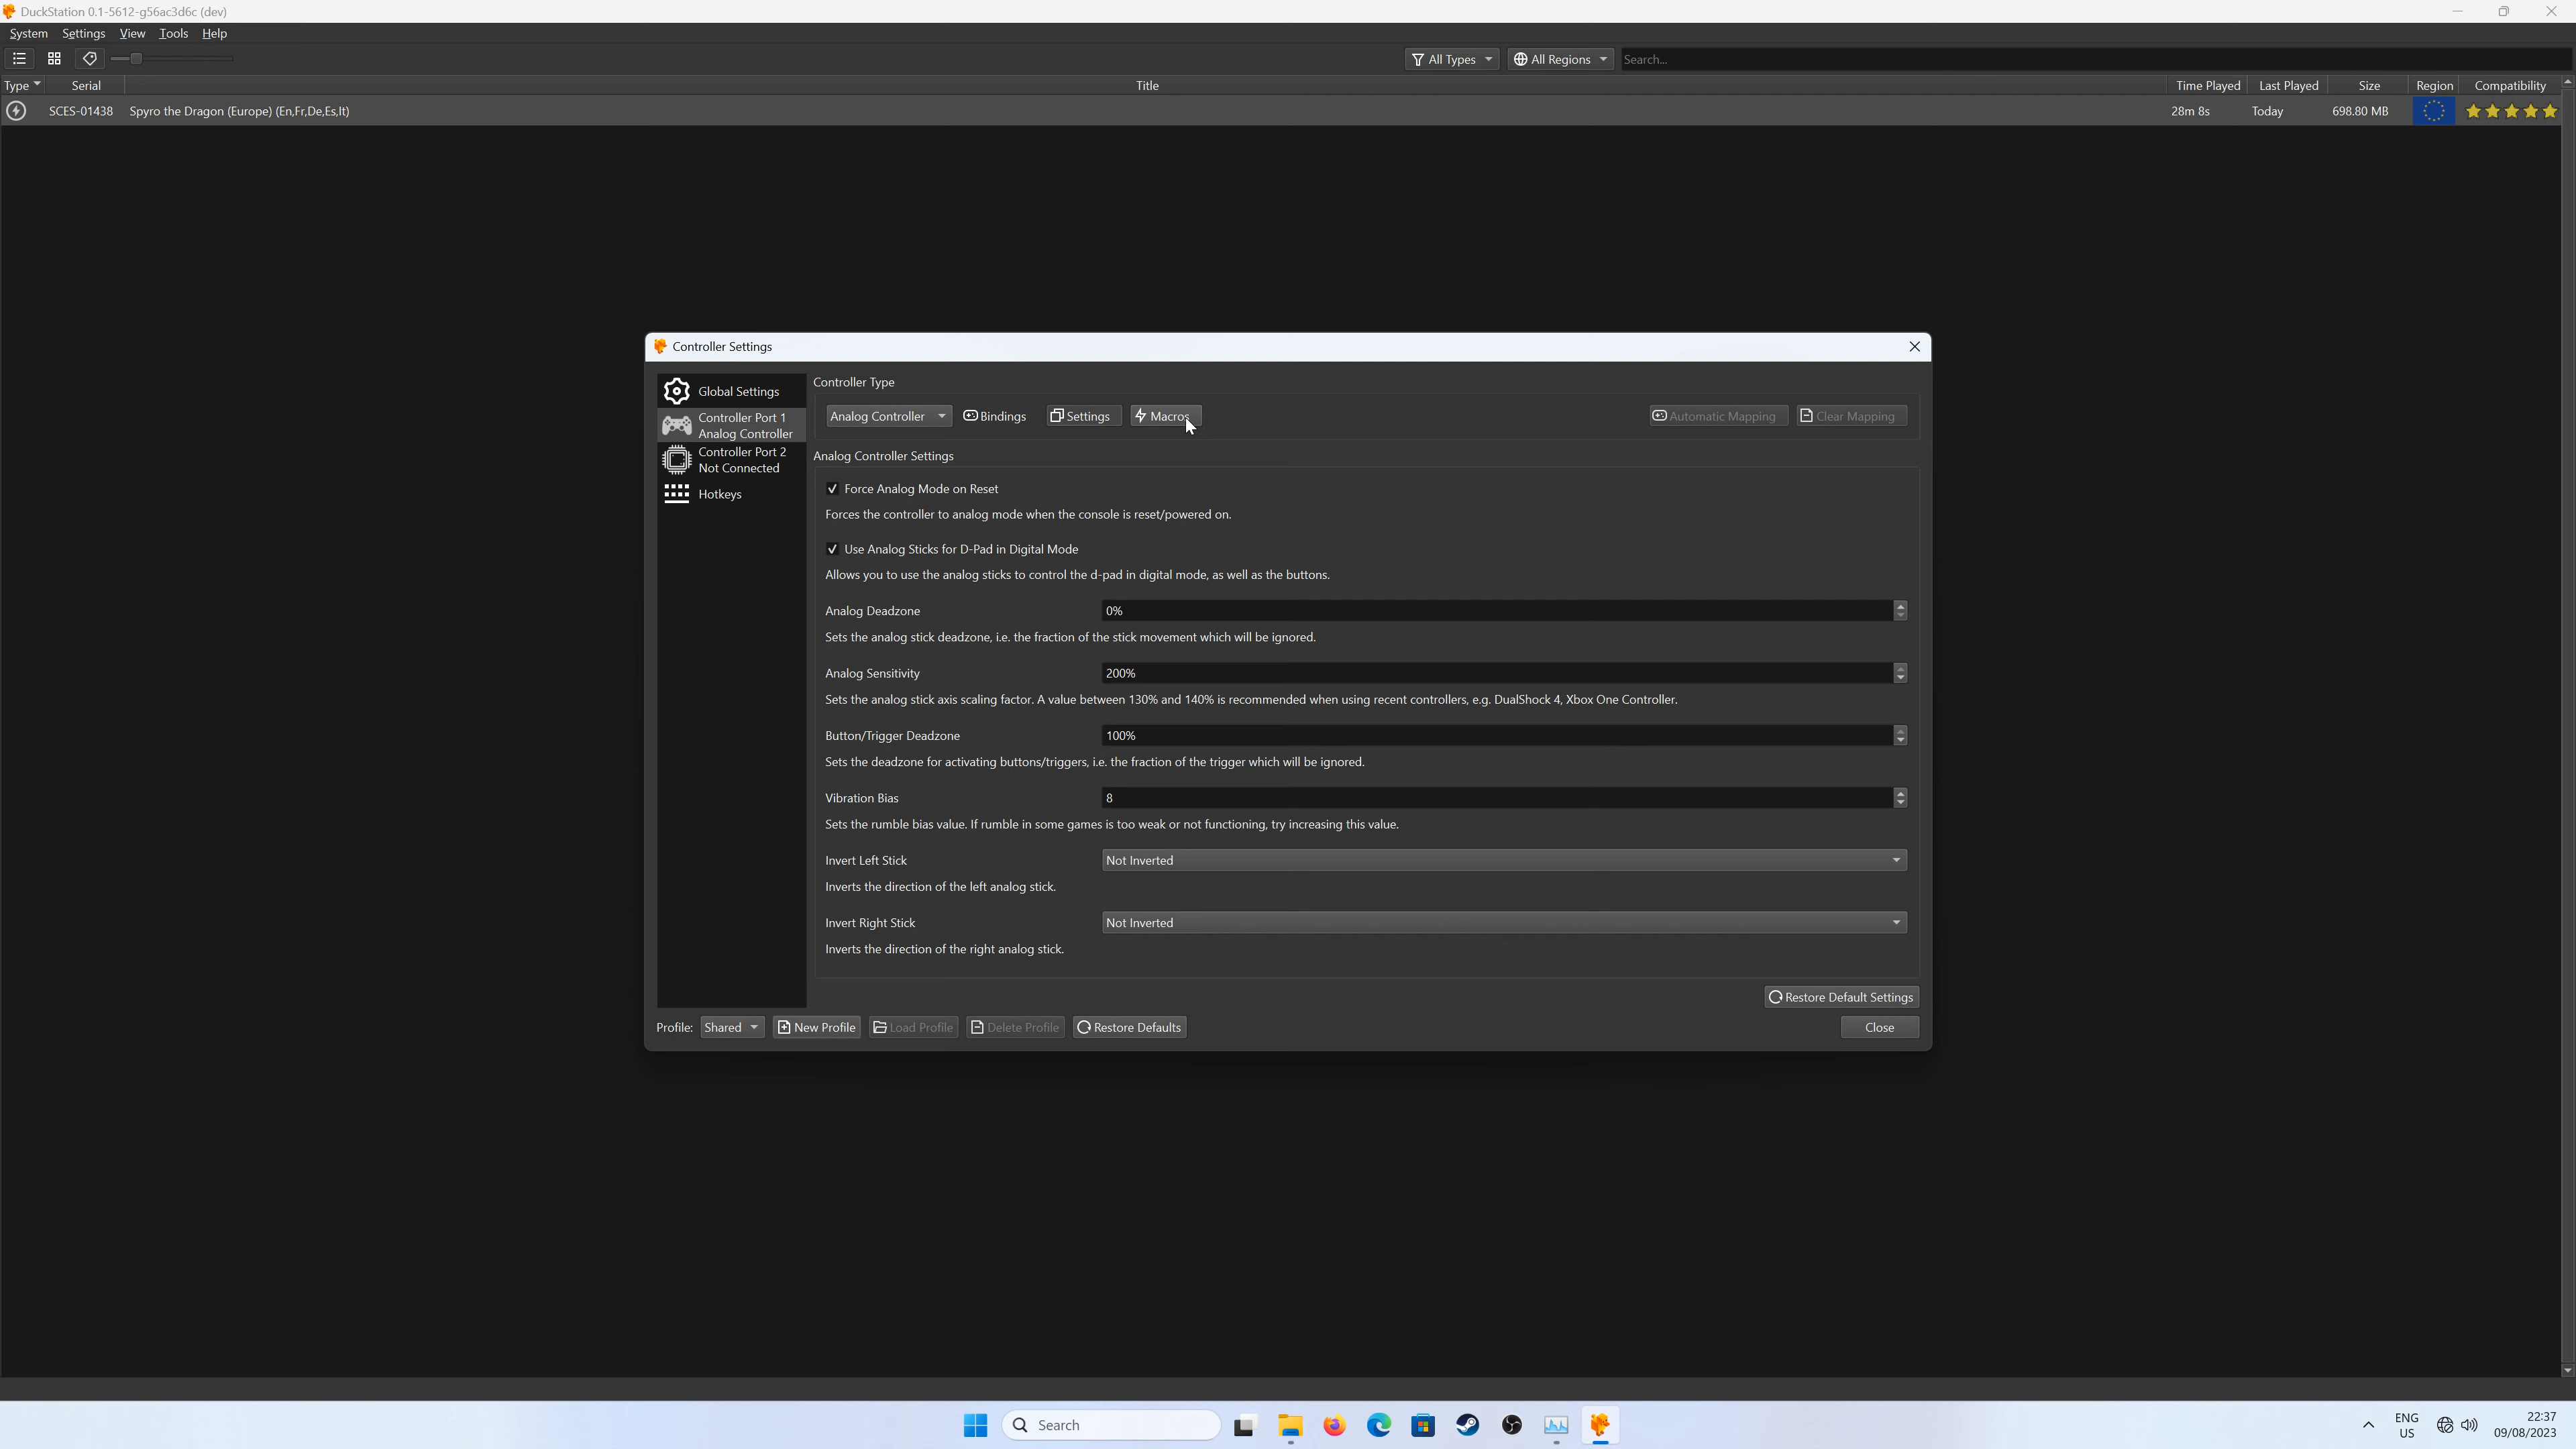 DuckStation 0.1-5612-g56ac3d6c (dev)
System Settings View Tools Help
All Types All Regions Search...
Type Serial Title Time Played Last Played Size Region Compatibility
SCES-01438 Spyro the Dragon (Europe) (En,Fr,De,Es,It) 28m 8s Today 698.80 MB
Controller Settings
Global Settings
Controller Port 1
Analog Controller
Controller Port 2
Not Connected
Hotkeys
Controller Type
Analog Controller Bindings Settings Macros Automatic Mapping Clear Mapping
Analog Controller Settings
Force Analog Mode on Reset
Forces the controller to analog mode when the console is reset/powered on.
Use Analog Sticks for D-Pad in Digital Mode
Allows you to use the analog sticks to control the d-pad in digital mode, as well as the buttons.
Analog Deadzone 0%
Sets the analog stick deadzone, i.e. the fraction of the stick movement which will be ignored.
Analog Sensitivity 200%
Sets the analog stick axis scaling factor. A value between 130% and 140% is recommended when using recent controllers, e.g. DualShock 4, Xbox One Controller.
Button/Trigger Deadzone 100%
Sets the deadzone for activating buttons/triggers, i.e. the fraction of the trigger which will be ignored.
Vibration Bias 8
Sets the rumble bias value. If rumble in some games is too weak or not functioning, try increasing this value.
Invert Left Stick Not Inverted
Inverts the direction of the left analog stick.
Invert Right Stick Not Inverted
Inverts the direction of the right analog stick.
Restore Default Settings
Profile: Shared New Profile Load Profile Delete Profile Restore Defaults Close
Search
ENG
US
22:37
09/08/2023